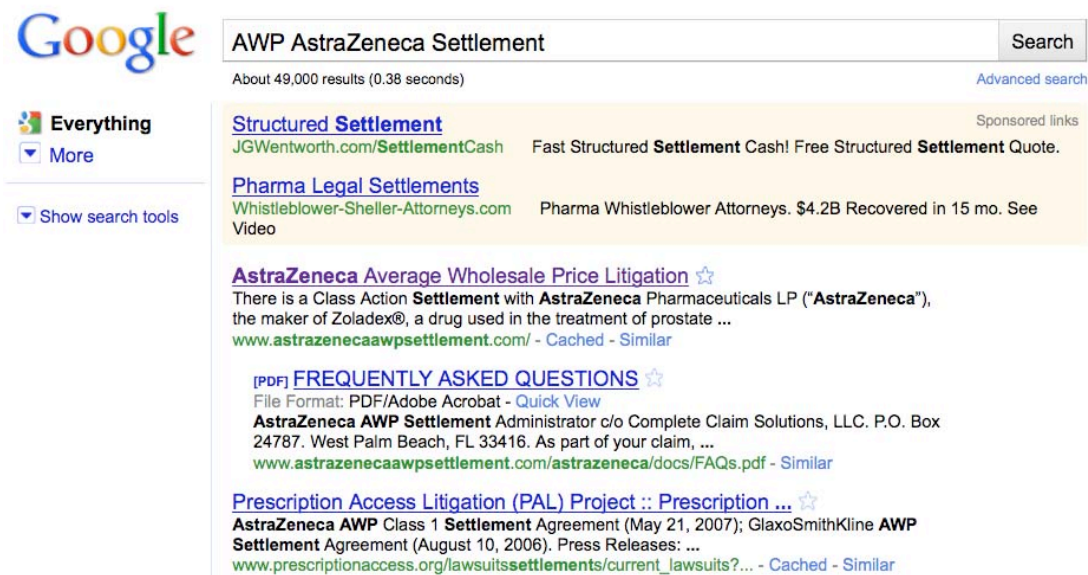 Google
AWP AstraZeneca Settlement
Search
About 49,000 results (0.38 seconds)
Advanced search
Everything
More
Show search tools
Structured Settlement
Sponsored links
JGWentworth.com/SettlementCash Fast Structured Settlement Cash! Free Structured Settlement Quote.
Pharma Legal Settlements
Whistleblower-Sheller-Attorneys.com Pharma Whistleblower Attorneys. $4.2B Recovered in 15 mo. See
Video
AstraZeneca Average Wholesale Price Litigation
There is a Class Action Settlement with AstraZeneca Pharmaceuticals LP (“AstraZeneca”),
the maker of Zoladex®, a drug used in the treatment of prostate ...
www.astrazenecaawpsettlement.com/ - Cached - Similar
[PDF] FREQUENTLY ASKED QUESTIONS
File Format: PDF/Adobe Acrobat - Quick View
AstraZeneca AWP Settlement Administrator c/o Complete Claim Solutions, LLC. P.O. Box
24787. West Palm Beach, FL 33416. As part of your claim, ...
www.astrazenecaawpsettlement.com/astrazeneca/docs/FAQs.pdf - Similar
Prescription Access Litigation (PAL) Project :: Prescription ...
AstraZeneca AWP Class 1 Settlement Agreement (May 21, 2007); GlaxoSmithKline AWP
Settlement Agreement (August 10, 2006). Press Releases: ...
www.prescriptionaccess.org/lawsuitssettlements/current_lawsuits?... - Cached - Similar